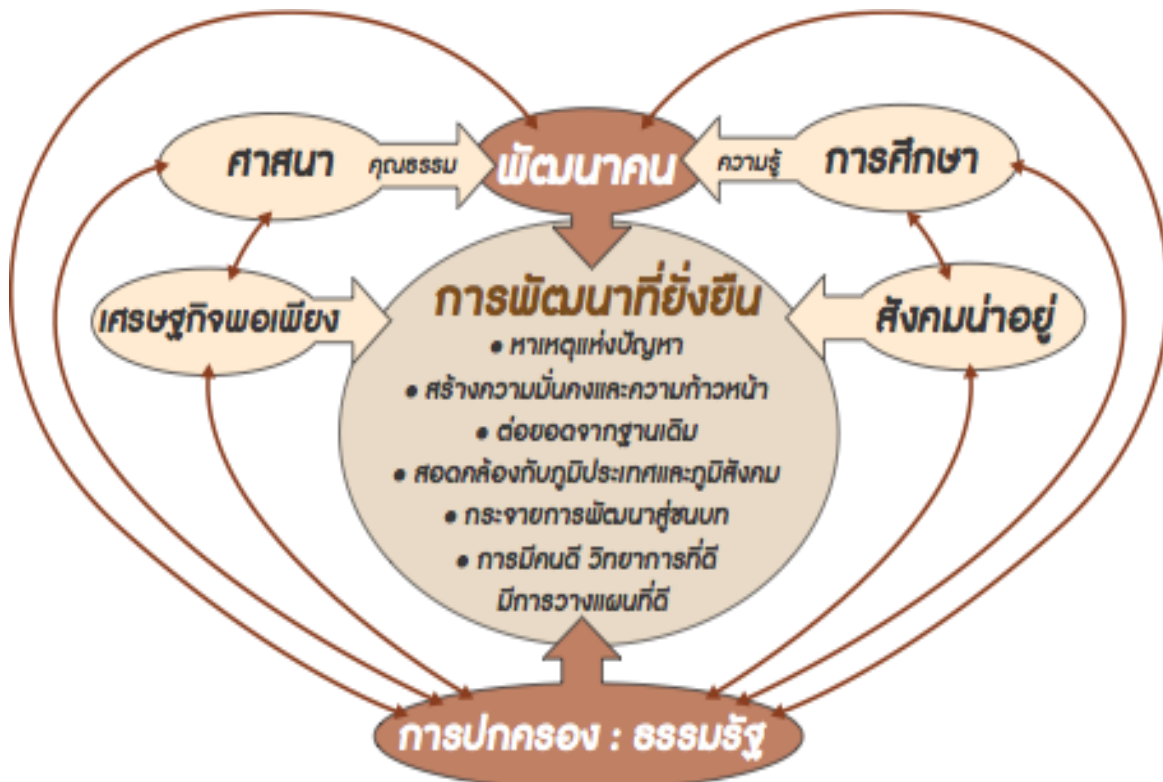 พัฒนาคน
ศาสนา
คุณธรรม
ความรู้
การศึกษา
เศรษฐกิจพอเพียง
สังคมน่าอยู่
การพัฒนาที่ยั่งยืน
• หาเหตุแห่งปัญหา
• สร้างความมั่นคงและความก้าวหน้า
• ต่อยอดจากฐานเดิม
• สอดคล้องกับภูมิประเทศและภูมิสังคม
• กระจายการพัฒนาสู่ชนบท
• การมีคนดี วิทยาการที่ดี
มีการวางแผนที่ดี
การปกครอง : ธรรมรัฐ